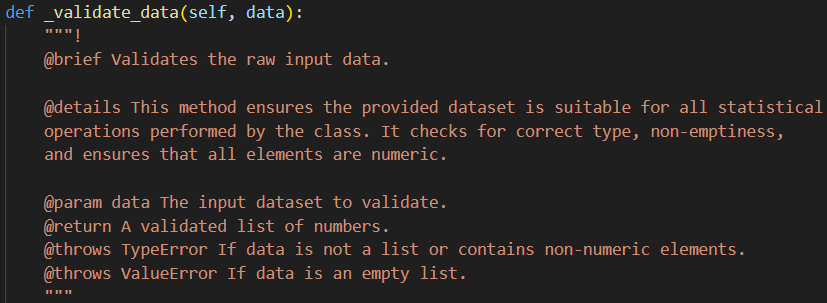 def _validate_data(self, data):
"""!
@brief Validates the raw input data.
@details This method ensures the provided dataset is suitable for all statistical
operations performed by the class. It checks for correct type, non-emptiness,
and ensures that all elements are numeric.
@param data The input dataset to validate.
@return A validated list of numbers.
@throws TypeError If data is not a list or contains non-numeric elements.
@throws ValueError If data is an empty list.
"""